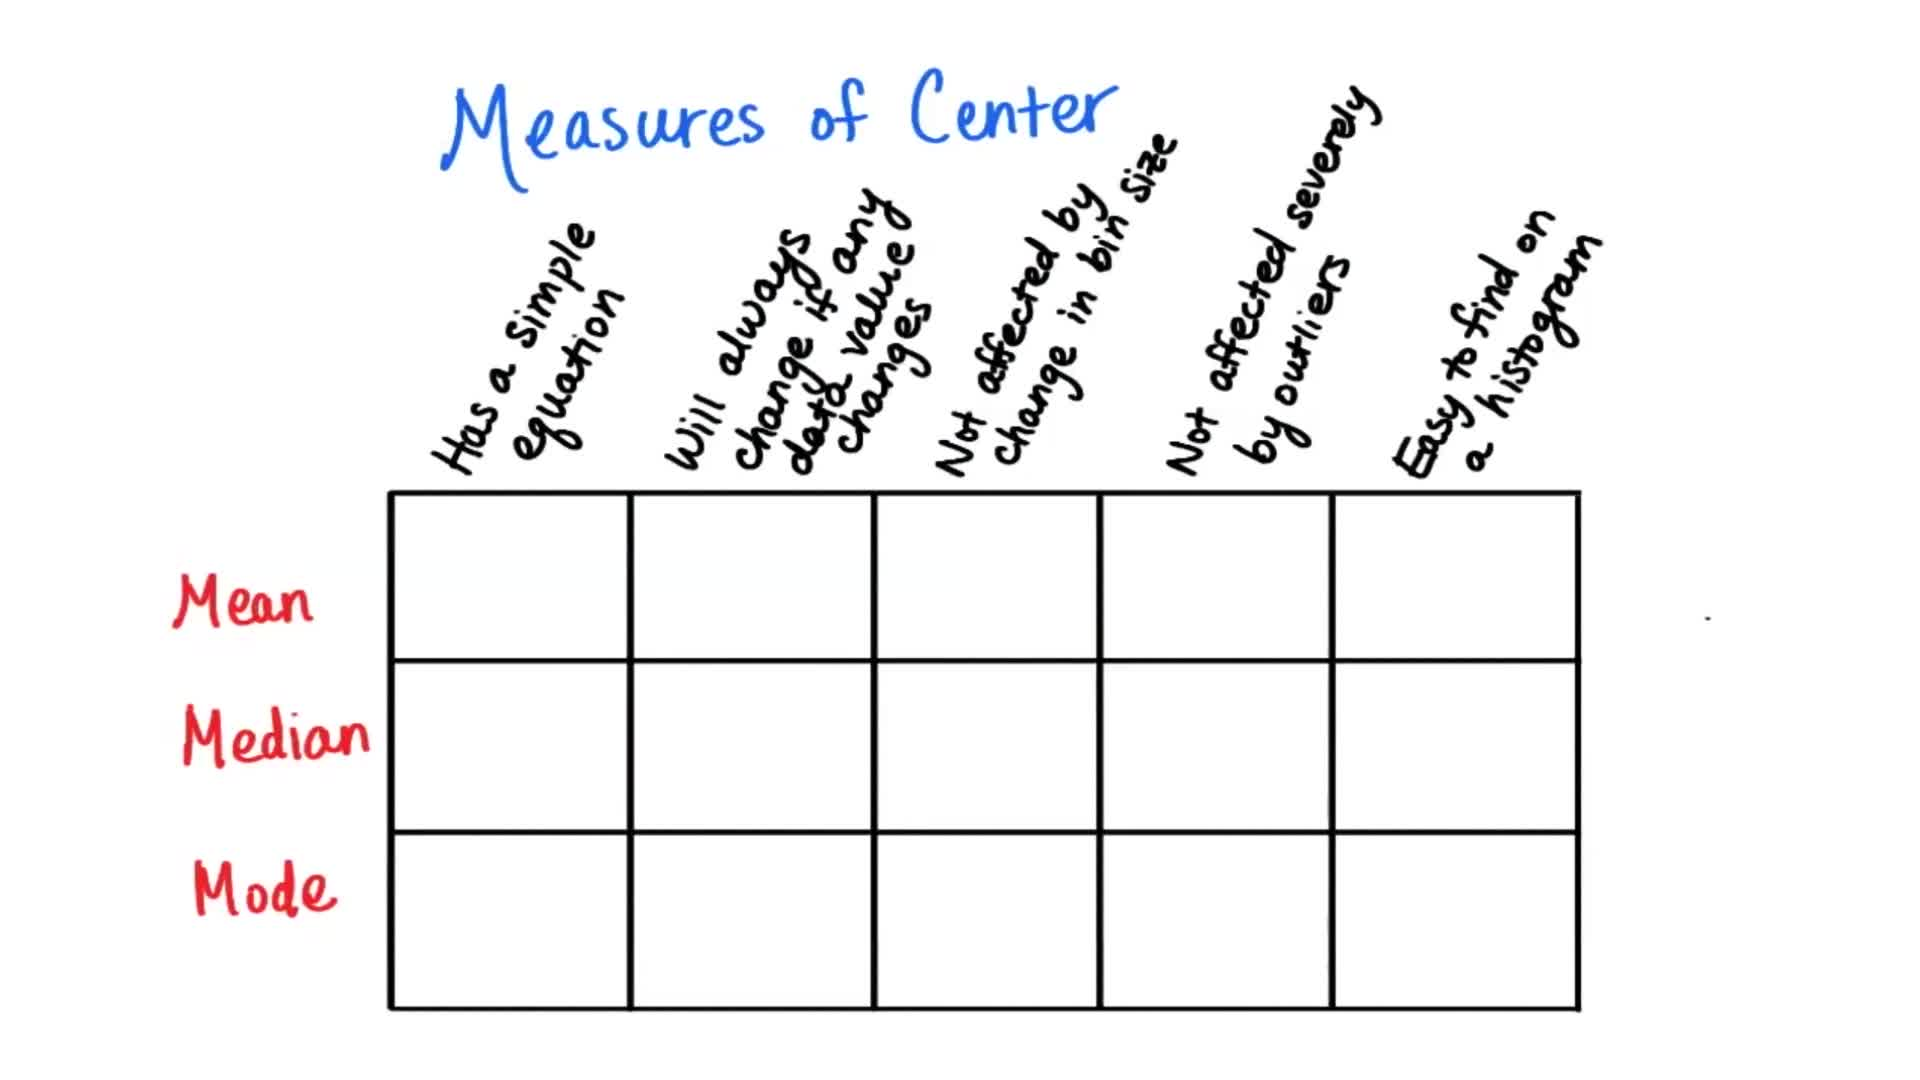 Measures of Center
Has a simple
equation
Will always
change if any
data value
changes
Not affected by
change in bin size
Not affected severely
by outliers
Easy to find on
a histogram
Mean
Median
Mode